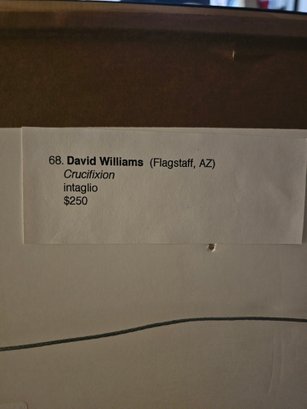 68. David Williams (Flagstaff, AZ)
Crucifixion
intaglio
$250